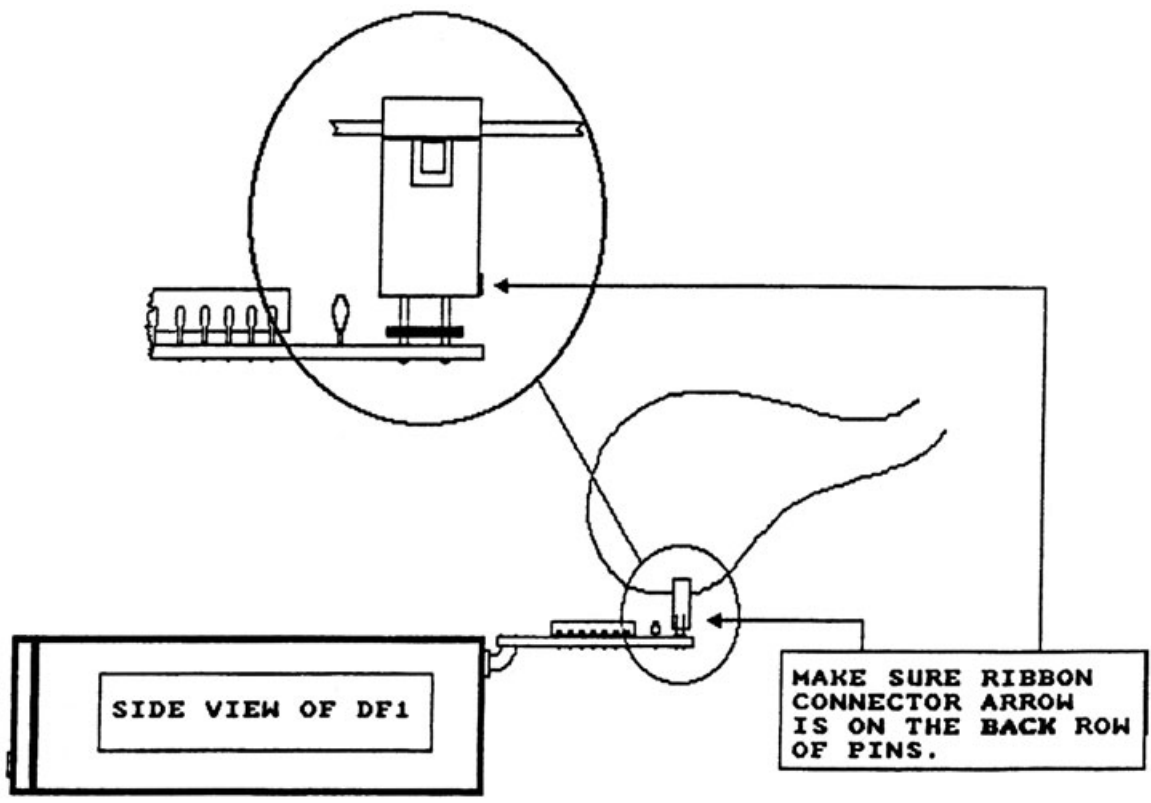 SIDE VIEW OF DF1
MAKE SURE RIBBON
CONNECTOR ARROW
IS ON THE BACK ROW
OF PINS.